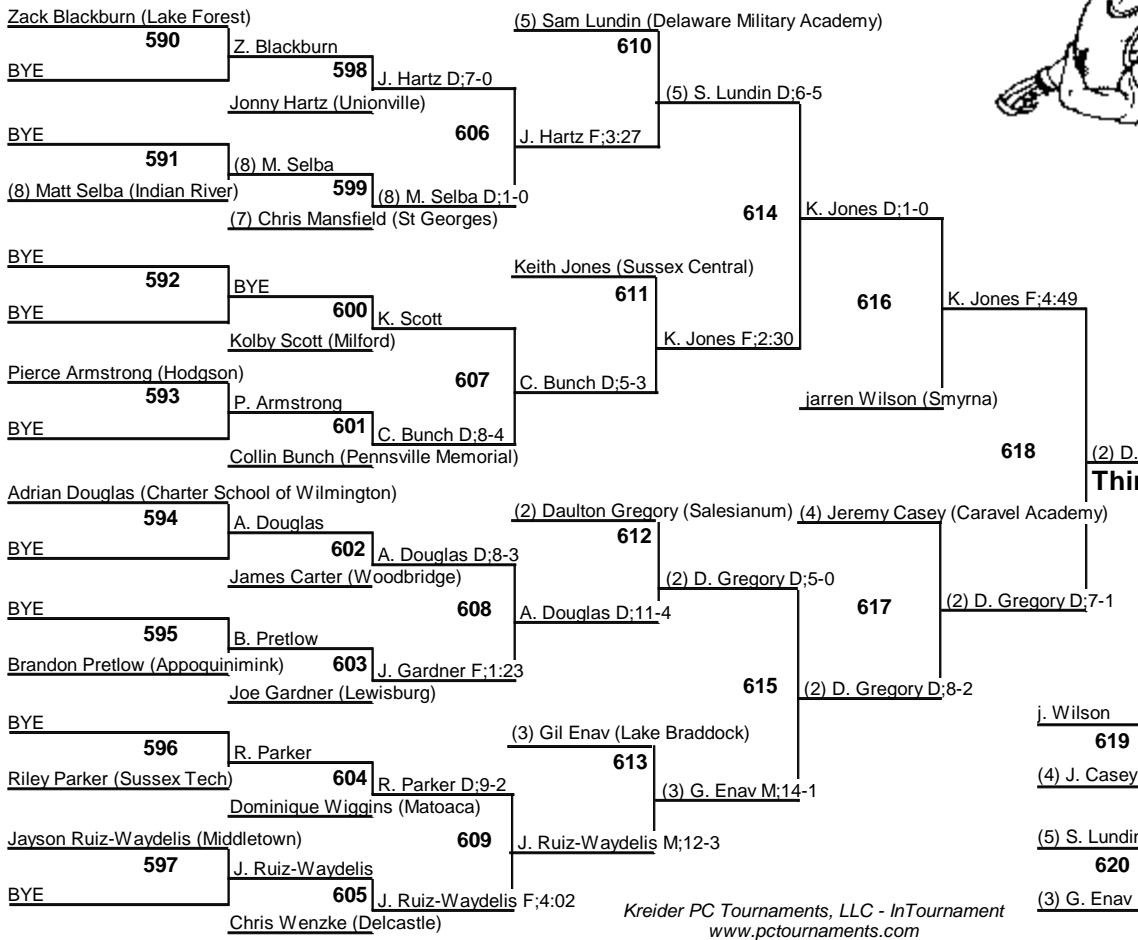 Zack Blackburn (Lake Forest)
590
BYE
Z. Blackburn
598
Jonny Hartz (Unionville)
J. Hartz D;7-0
BYE
591
(8) Matt Selba (Indian River)
(8) M. Selba
599
(7) Chris Mansfield (St Georges)
(8) M. Selba D;1-0
606
J. Hartz F;3:27
(5) Sam Lundin (Delaware Military Academy)
610
(5) S. Lundin D;6-5
BYE
592
BYE
BYE
600
Kolby Scott (Milford)
K. Scott
Pierce Armstrong (Hodgson)
593
BYE
P. Armstrong
601
Collin Bunch (Pennsville Memorial)
C. Bunch D;8-4
607
C. Bunch D;5-3
Keith Jones (Sussex Central)
611
K. Jones F;2:30
614
K. Jones D;1-0
616
jarren Wilson (Smyrna)
K. Jones F;4:49
618
(2) D.
Thi
Adrian Douglas (Charter School of Wilmington)
594
BYE
A. Douglas
602
James Carter (Woodbridge)
A. Douglas D;8-3
BYE
595
Brandon Pretlow (Appoquinimink)
B. Pretlow
603
Joe Gardner (Lewisburg)
J. Gardner F;1:23
608
A. Douglas D;11-4
(2) Daulton Gregory (Salesianum)
612
(2) D. Gregory D;5-0
BYE
596
Riley Parker (Sussex Tech)
R. Parker
604
Dominique Wiggins (Matoaca)
R. Parker D;9-2
Jayson Ruiz-Waydelis (Middletown)
597
BYE
J. Ruiz-Waydelis
605
Chris Wenzke (Delcastle)
J. Ruiz-Waydelis F;4:02
609
J. Ruiz-Waydelis M;12-3
(3) Gil Enav (Lake Braddock)
613
(3) G. Enav M;14-1
615
(2) D. Gregory D;8-2
(4) Jeremy Casey (Caravel Academy)
617
(2) D. Gregory D;7-1
j. Wilson
619
(4) J. Casey
(5) S. Lundin
620
(3) G. Enav
Kreider PC Tournaments, LLC - InTournament
www.pctournaments.com